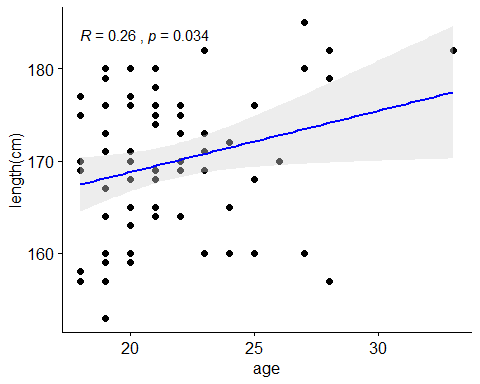 R = 0.26 , p = 0.034
180
170
160
length(cm)
20
25
30
age